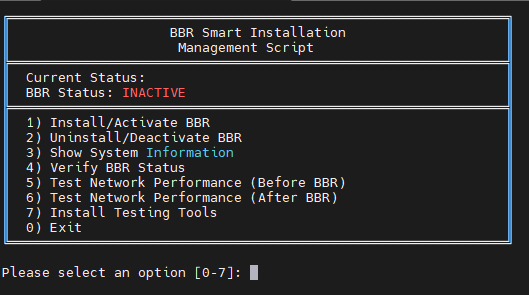 BBR Smart Installation
Management Script
Current Status:
BBR Status: INACTIVE
1) Install/Activate BBR
2) Uninstall/Deactivate BBR
3) Show System Information
4) Verify BBR Status
5) Test Network Performance (Before BBR)
6) Test Network Performance (After BBR)
7) Install Testing Tools
0) Exit
Please select an option [0-7]: